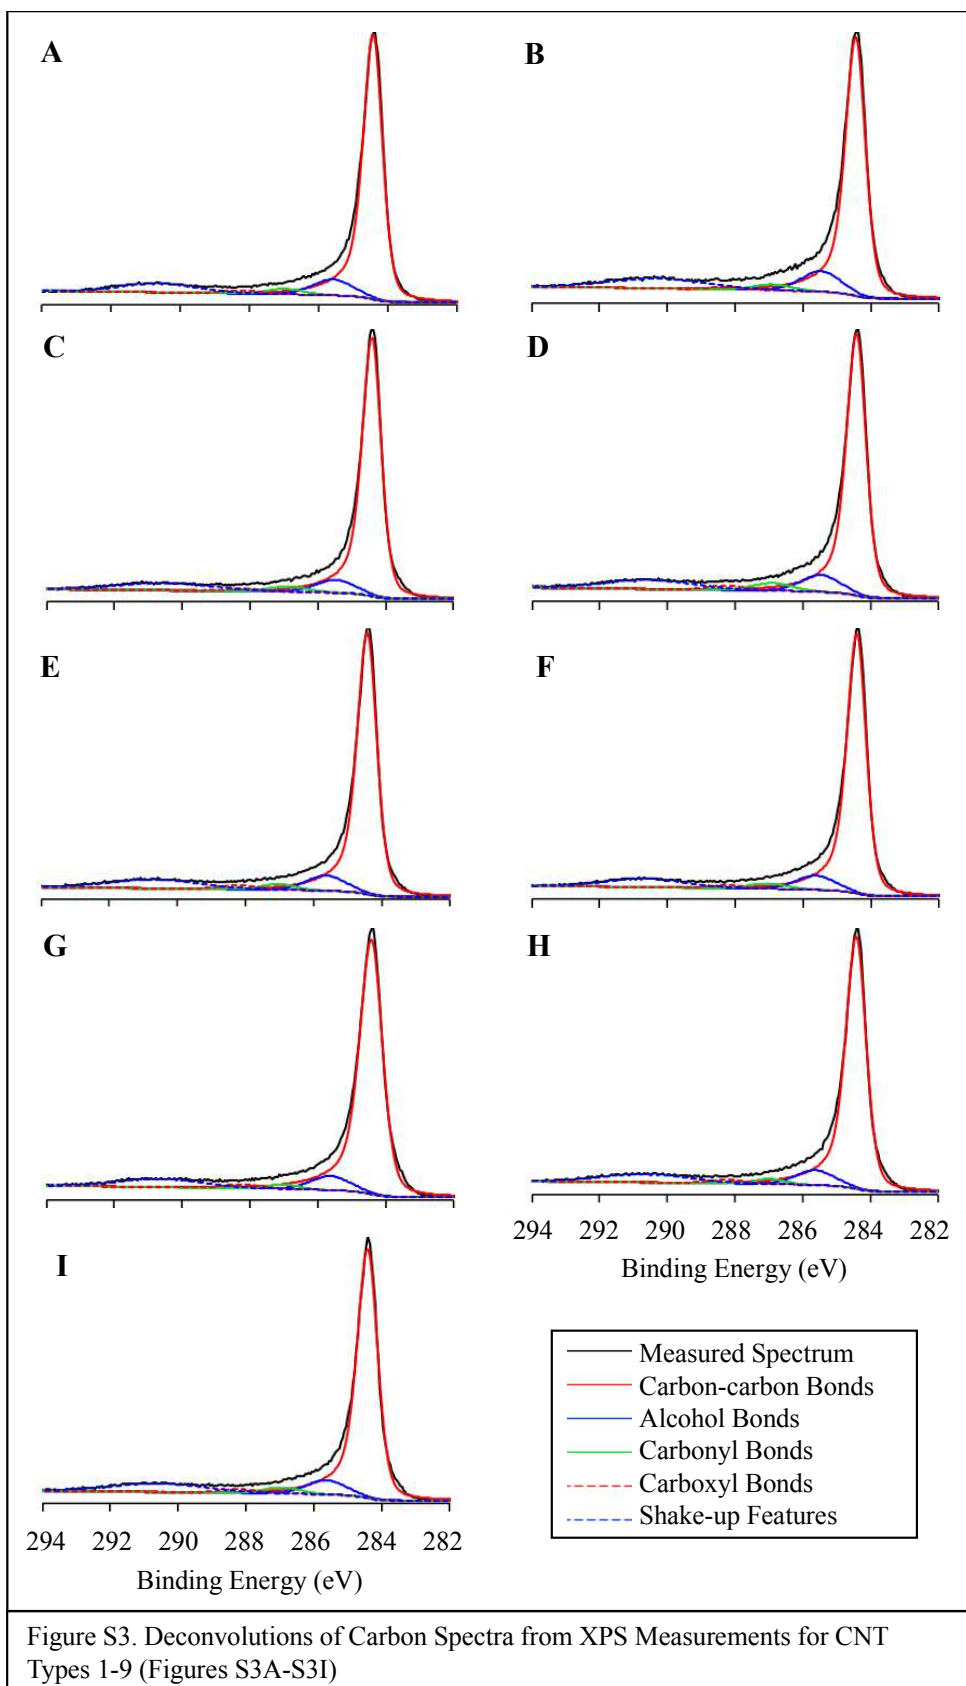 A
B
C
D
E
F
G
H
294 292 290 288 286 284 282
Binding Energy (eV)
I
294 292 290 288 286 284 282
Binding Energy (eV)
Measured Spectrum
Carbon-carbon Bonds
Alcohol Bonds
Carbonyl Bonds
Carboxyl Bonds
Shake-up Features
Figure S3. Deconvolutions of Carbon Spectra from XPS Measurements for CNT
Types 1-9 (Figures S3A-S3I)